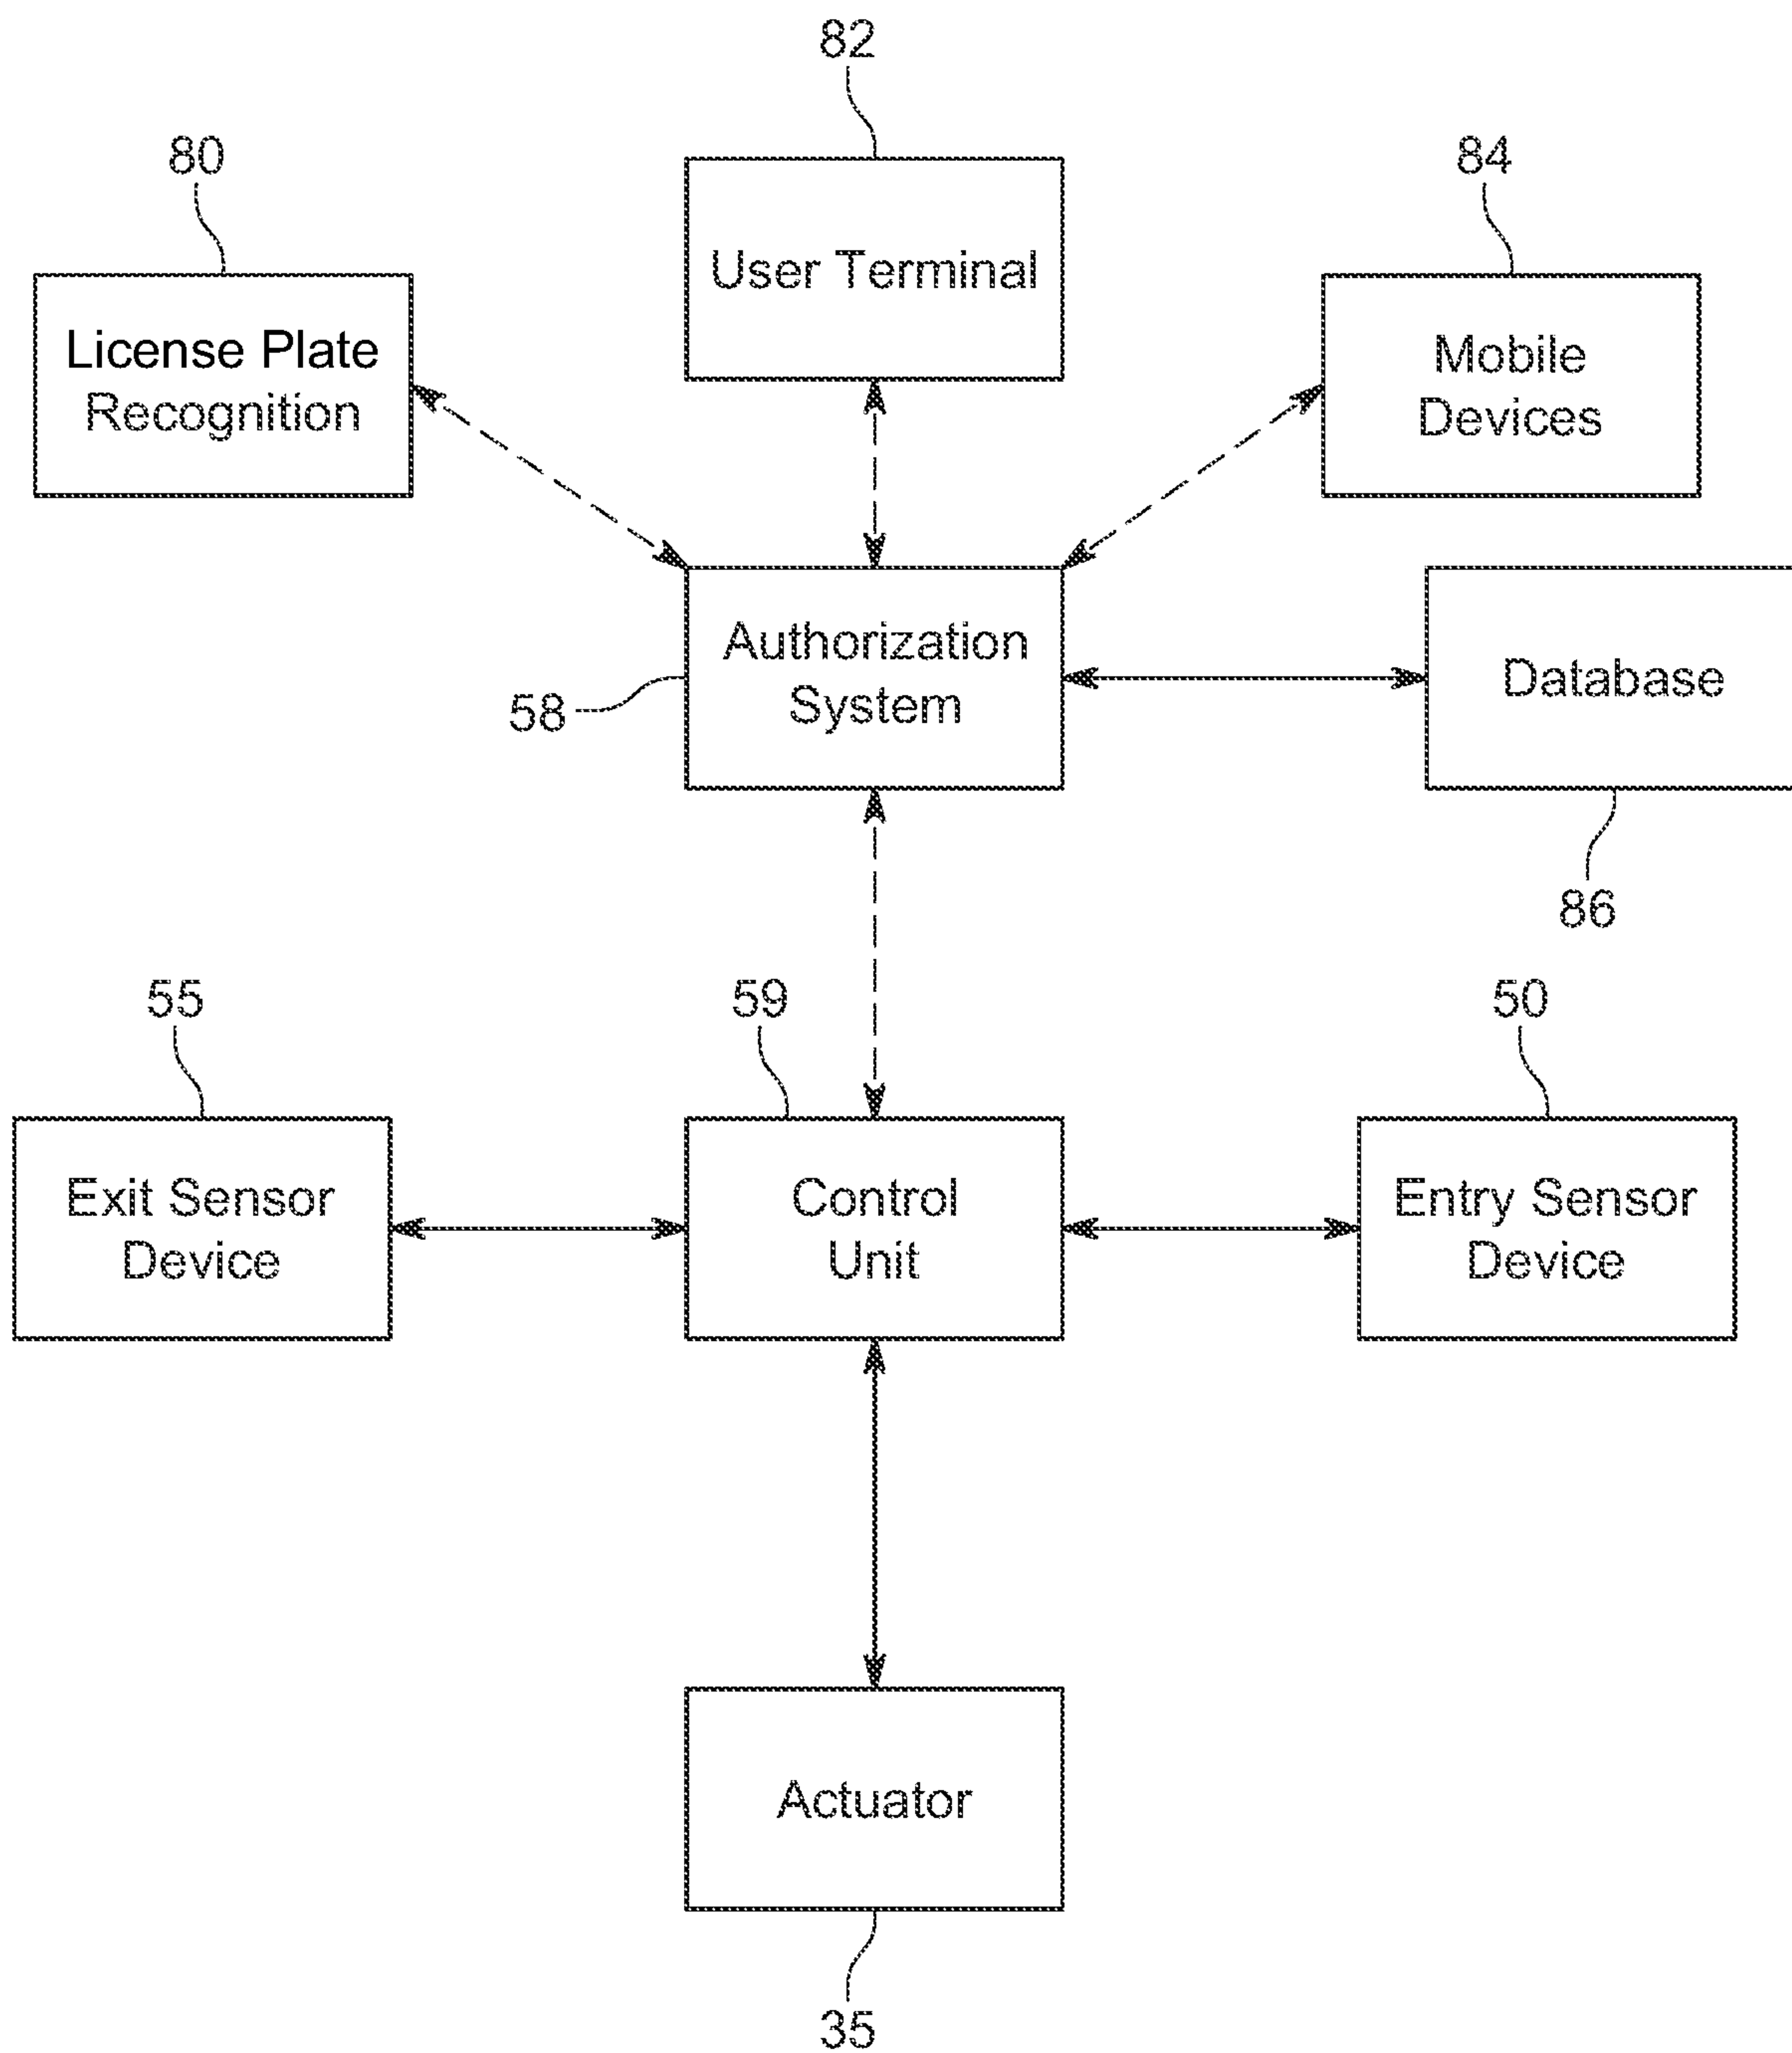 82
80
84
User Terminal
License Plate
Recognition
Mobile
Devices
Authorization
System
58
Database
86
55
59
50
Exit Sensor
Device
Control
Unit
Entry Sensor
Device
Actuator
35